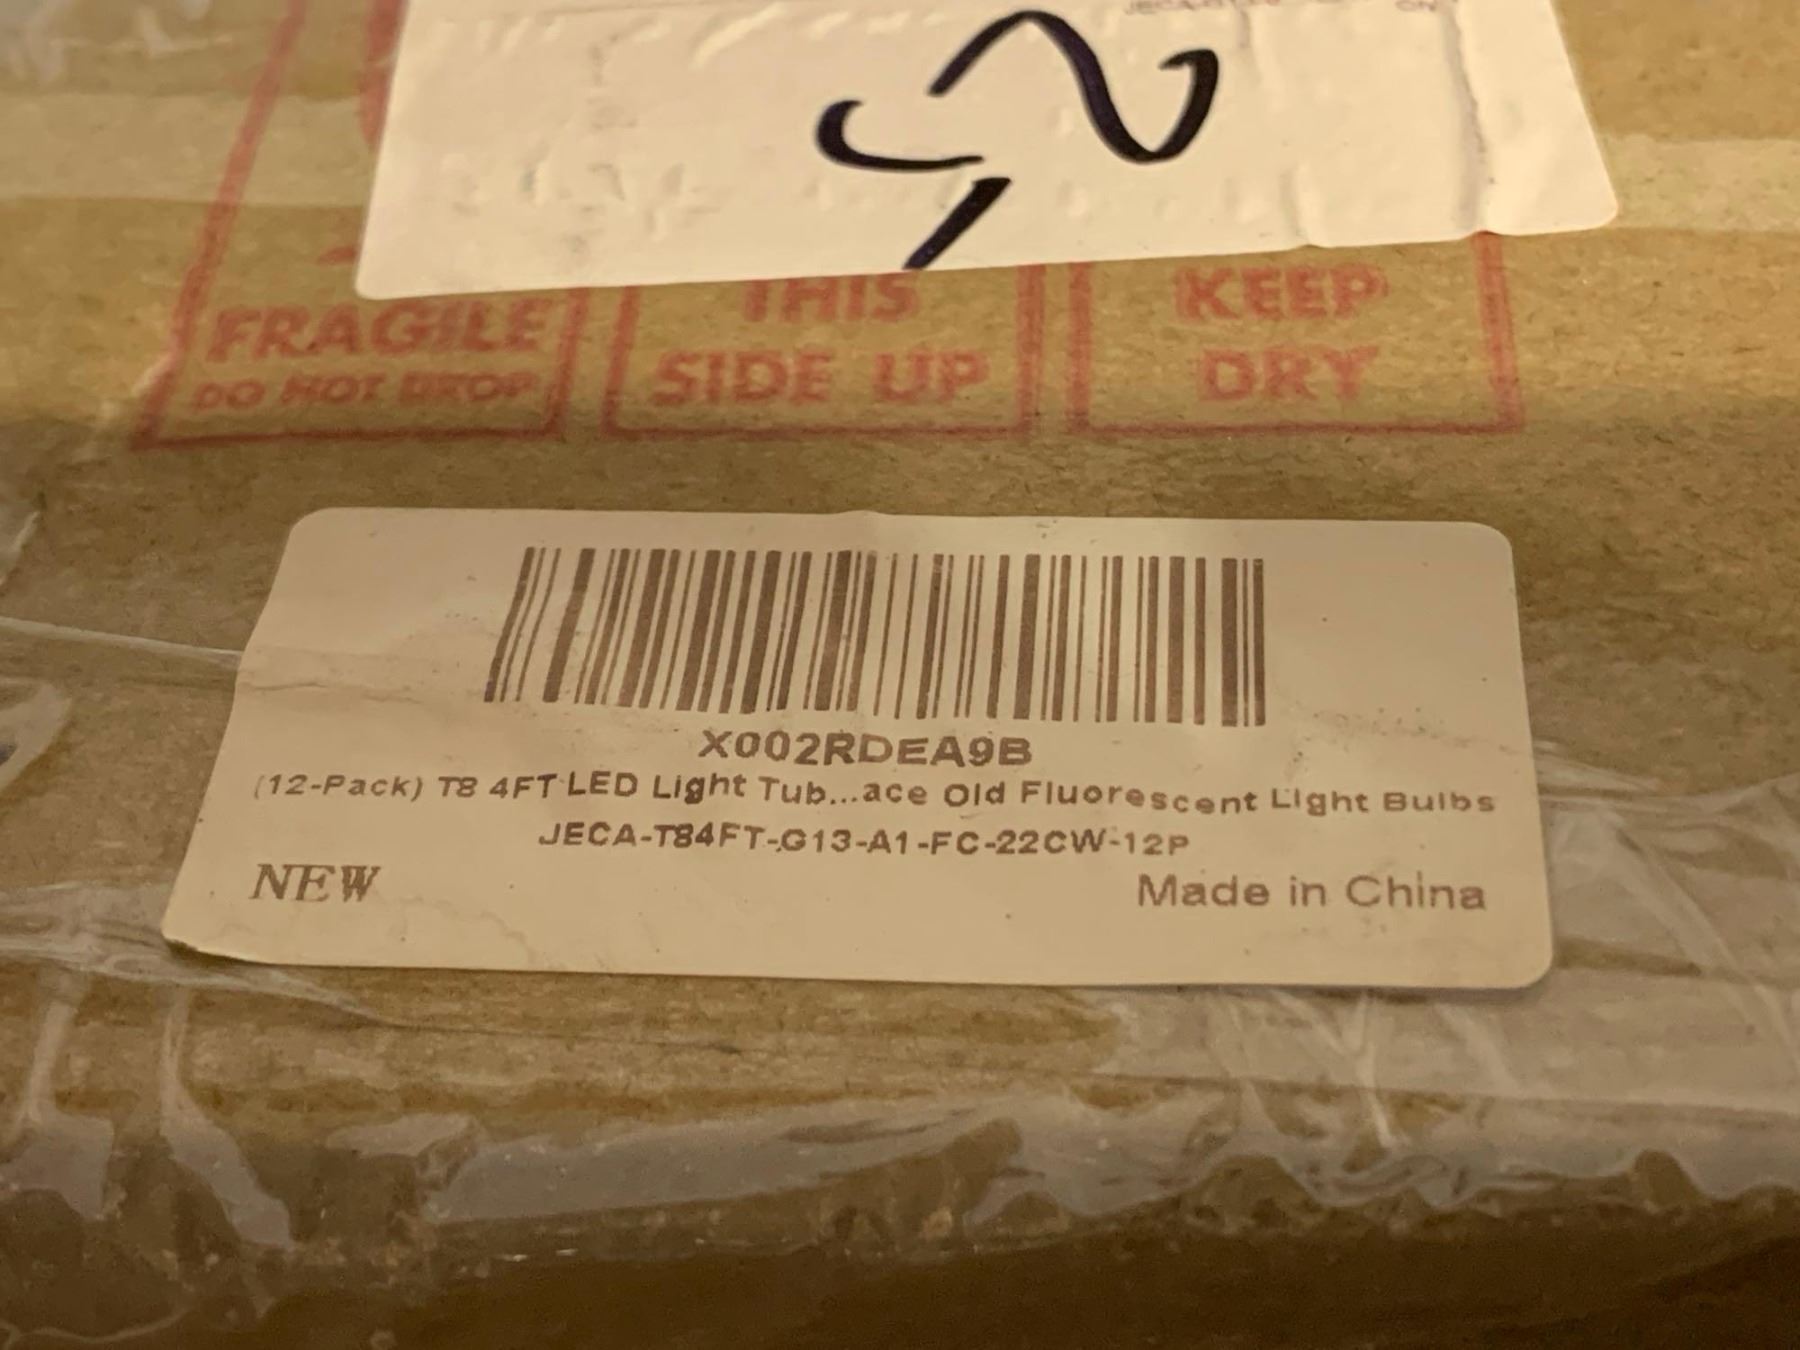 FRAGILE
DO NOT DROP
THIS
SIDE UP
KEEP
DRY
X002RDEA9B
(12-Pack) T8 4FT LED Light Tub...ace Old Fluorescent Light Bulbs
JECA-T84FT-G13-A1-FC-22CW-12P
NEW
Made in China